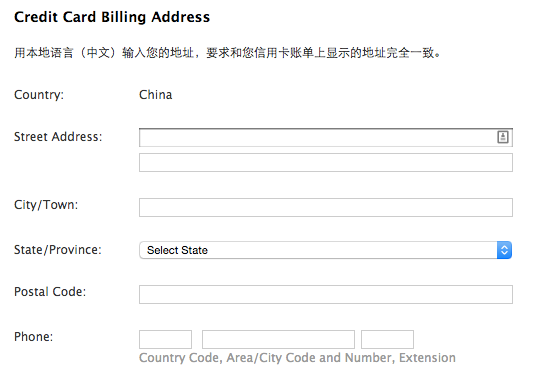 Credit Card Billing Address
用本地语言（中文）输入您的地址，要求和您信用卡账单上显示的地址完全一致。
Country: China
Street Address:
City/Town:
State/Province: Select State
Postal Code:
Phone:
Country Code, Area/City Code and Number, Extension